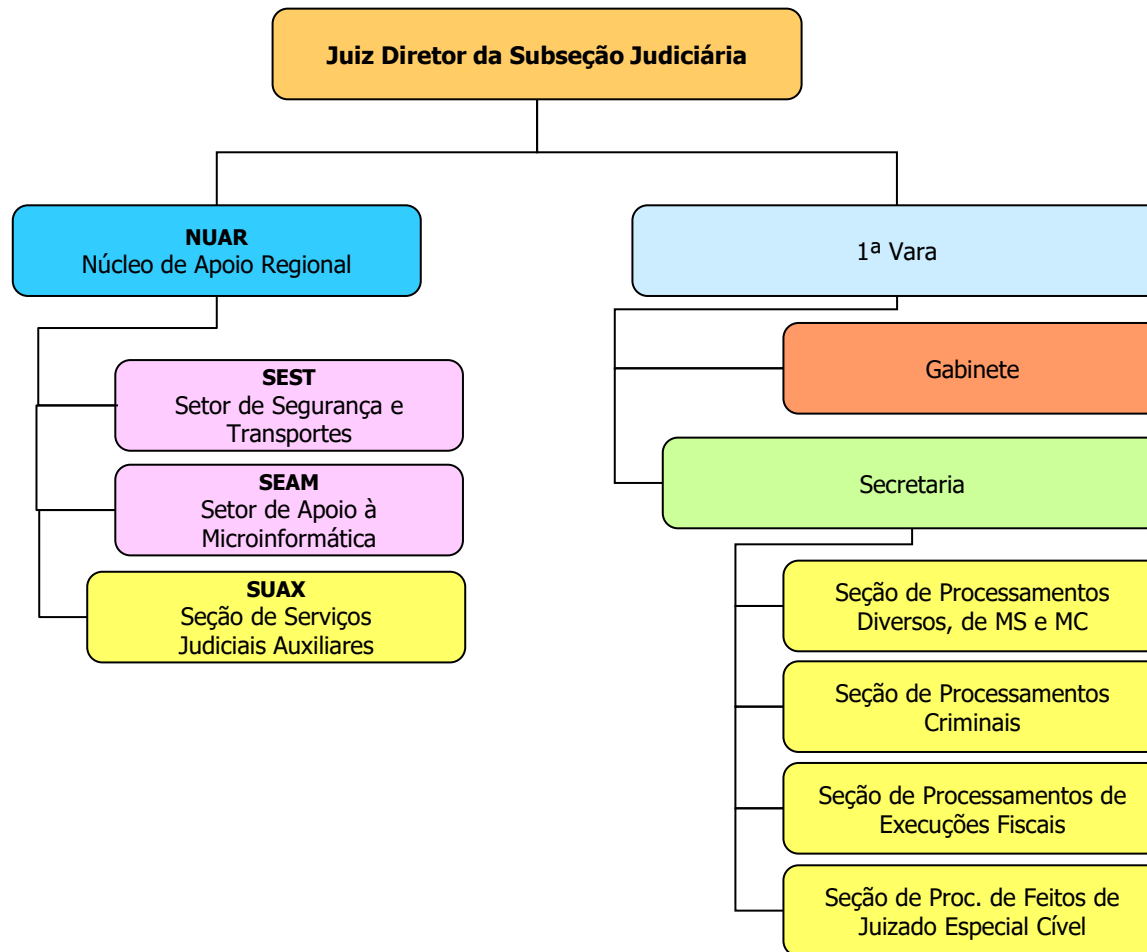 Juiz Diretor da Subseção Judiciária
NUAR
Núcleo de Apoio Regional
SEST
Setor de Segurança e
Transportes
SEAM
Setor de Apoio à
Microinformática
SUAX
Seção de Serviços
Judiciais Auxiliares
1ª Vara
Gabinete
Secretaria
Seção de Processamentos
Diversos, de MS e MC
Seção de Processamentos
Criminais
Seção de Processamentos de
Execuções Fiscais
Seção de Proc. de Feitos de
Juizado Especial Cível